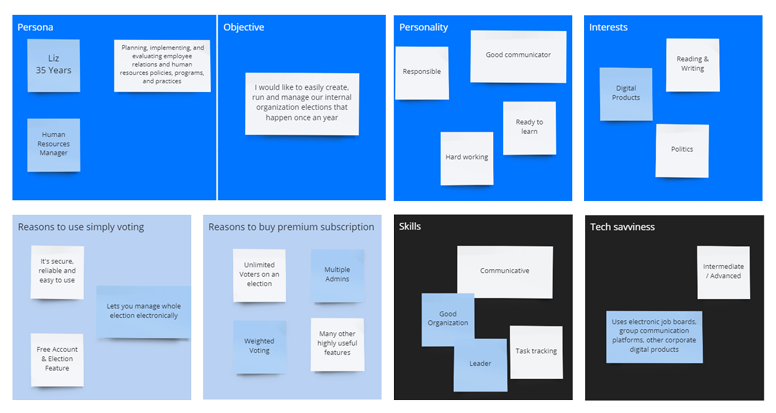 Persona
Liz
35 Years
Planning, implementing, and
evaluating employee
relations and human
resources policies, programs,
and practices
Human
Resources
Manager
Objective
I would like to easily create,
run and manage our internal
organization elections that
happen once an year
Personality
Responsible
Good communicator
Ready to
learn
Hard working
Interests
Reading &
Writing
Digital
Products
Politics
Reasons to use simply voting
It's secure,
reliable and
easy to use
Lets you manage whole
election electronically
Free Account
& Election
Feature
Reasons to buy premium subscription
Unlimited
Voters on an
election
Multiple
Admins
Weighted
Voting
Many other
highly useful
features
Skills
Communicative
Good
Organization
Leader
Task tracking
Tech savviness
Intermediate
/ Advanced
Uses electronic job boards,
group communication
platforms, other corporate
digital products